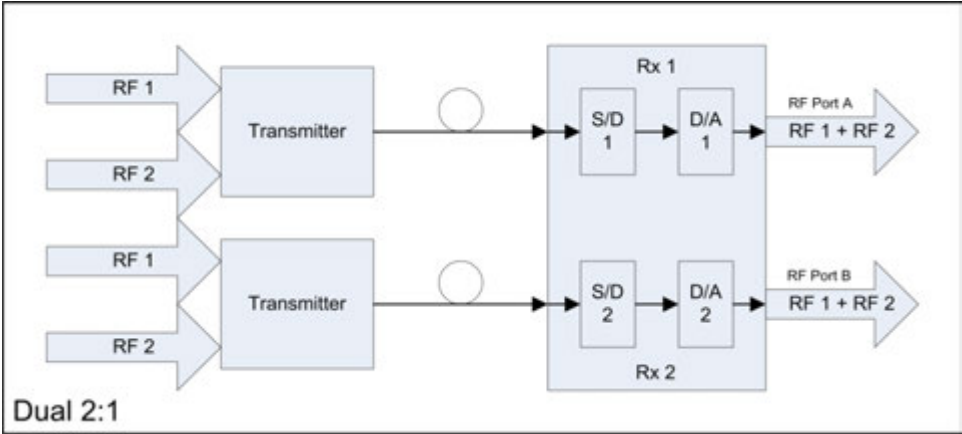 RF 1
RF 2
Transmitter
Rx 1
S/D
1
D/A
1
RF Port A
RF 1 + RF 2
RF 1
RF 2
Transmitter
S/D
2
D/A
2
Rx 2
RF Port B
RF 1 + RF 2
Dual 2:1